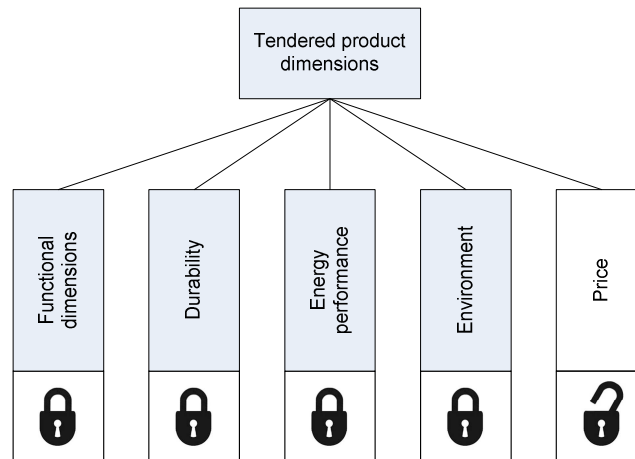 Tendered product
dimensions
Functional
dimensions
Durability
Energy
performance
Environment
Price